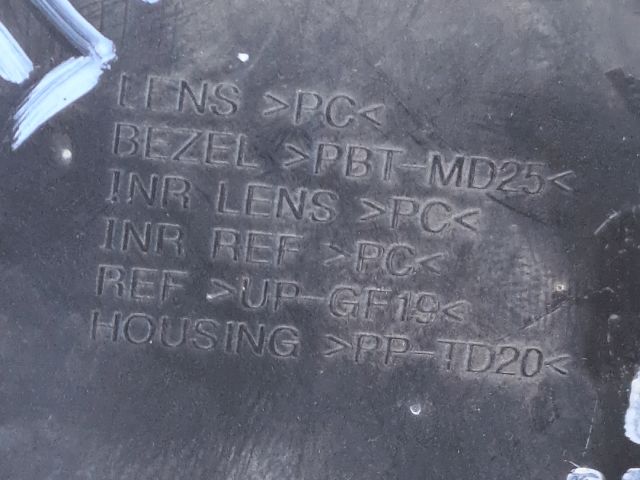 LENS >PC<
BEZEL >PBT-MD25<
INR LENS >PC<
INR REF >PC<
REF >UP-GF19<
HOUSING >PP-TD20<